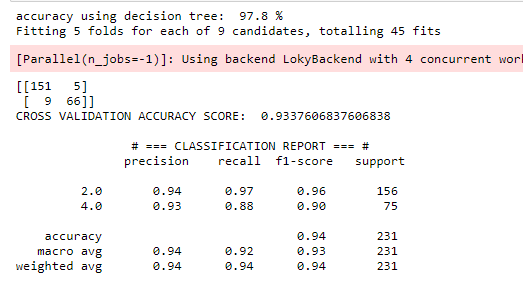 accuracy using decision tree:  97.8 %
Fitting 5 folds for each of 9 candidates, totalling 45 fits
[Parallel(n_jobs=-1)]: Using backend LokyBackend with 4 concurrent
[[151   5]
 [  9  66]]
CROSS VALIDATION ACCURACY SCORE:  0.9337606837606838
# === CLASSIFICATION REPORT === #
precision    recall  f1-score   support
2.0       0.94      0.97      0.96       156
4.0       0.93      0.88      0.90        75
accuracy                           0.94       231
macro avg       0.94      0.92      0.93       231
weighted avg       0.94      0.94      0.94       231